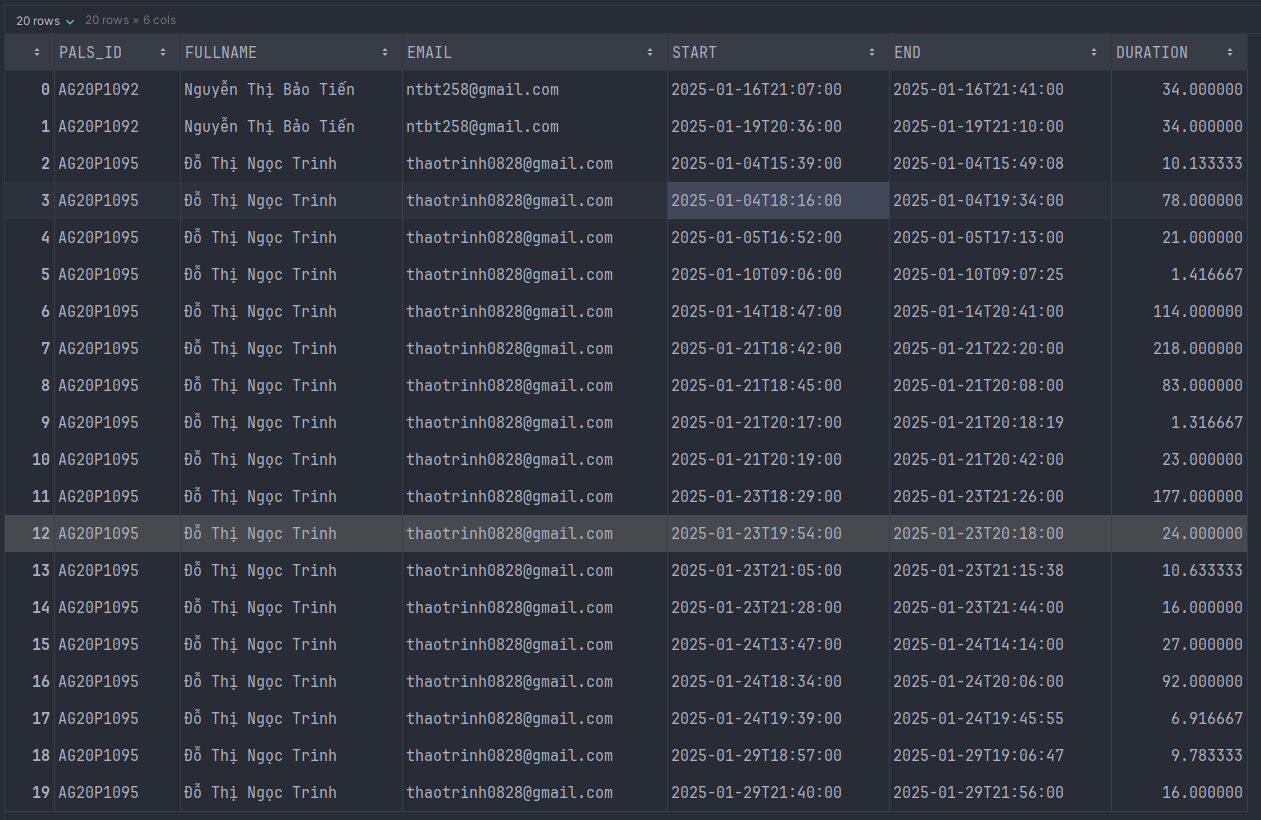 20 rows 20 rows × 6 cols
PALS_ID FULLNAME EMAIL START END DURATION
0 AG20P1092 Nguyễn Thị Bảo Tiến ntbt258@gmail.com 2025-01-16T21:07:00 2025-01-16T21:41:00 34.000000
1 AG20P1092 Nguyễn Thị Bảo Tiến ntbt258@gmail.com 2025-01-19T20:36:00 2025-01-19T21:10:00 34.000000
2 AG20P1095 Đỗ Thị Ngọc Trinh thaotrinh0828@gmail.com 2025-01-04T15:39:00 2025-01-04T15:49:08 10.133333
3 AG20P1095 Đỗ Thị Ngọc Trinh thaotrinh0828@gmail.com 2025-01-04T18:16:00 2025-01-04T19:34:00 78.000000
4 AG20P1095 Đỗ Thị Ngọc Trinh thaotrinh0828@gmail.com 2025-01-05T16:52:00 2025-01-05T17:13:00 21.000000
5 AG20P1095 Đỗ Thị Ngọc Trinh thaotrinh0828@gmail.com 2025-01-10T09:06:00 2025-01-10T09:07:25 1.416667
6 AG20P1095 Đỗ Thị Ngọc Trinh thaotrinh0828@gmail.com 2025-01-14T18:47:00 2025-01-14T20:41:00 114.000000
7 AG20P1095 Đỗ Thị Ngọc Trinh thaotrinh0828@gmail.com 2025-01-21T18:42:00 2025-01-21T22:20:00 218.000000
8 AG20P1095 Đỗ Thị Ngọc Trinh thaotrinh0828@gmail.com 2025-01-21T18:45:00 2025-01-21T20:08:00 83.000000
9 AG20P1095 Đỗ Thị Ngọc Trinh thaotrinh0828@gmail.com 2025-01-21T20:17:00 2025-01-21T20:18:19 1.316667
10 AG20P1095 Đỗ Thị Ngọc Trinh thaotrinh0828@gmail.com 2025-01-21T20:19:00 2025-01-21T20:42:00 23.000000
11 AG20P1095 Đỗ Thị Ngọc Trinh thaotrinh0828@gmail.com 2025-01-23T18:29:00 2025-01-23T21:26:00 177.000000
12 AG20P1095 Đỗ Thị Ngọc Trinh thaotrinh0828@gmail.com 2025-01-23T19:54:00 2025-01-23T20:18:00 24.000000
13 AG20P1095 Đỗ Thị Ngọc Trinh thaotrinh0828@gmail.com 2025-01-23T21:05:00 2025-01-23T21:15:38 10.633333
14 AG20P1095 Đỗ Thị Ngọc Trinh thaotrinh0828@gmail.com 2025-01-23T21:28:00 2025-01-23T21:44:00 16.000000
15 AG20P1095 Đỗ Thị Ngọc Trinh thaotrinh0828@gmail.com 2025-01-24T13:47:00 2025-01-24T14:14:00 27.000000
16 AG20P1095 Đỗ Thị Ngọc Trinh thaotrinh0828@gmail.com 2025-01-24T18:34:00 2025-01-24T20:06:00 92.000000
17 AG20P1095 Đỗ Thị Ngọc Trinh thaotrinh0828@gmail.com 2025-01-24T19:39:00 2025-01-24T19:45:55 6.916667
18 AG20P1095 Đỗ Thị Ngọc Trinh thaotrinh0828@gmail.com 2025-01-29T18:57:00 2025-01-29T19:06:47 9.783333
19 AG20P1095 Đỗ Thị Ngọc Trinh thaotrinh0828@gmail.com 2025-01-29T21:40:00 2025-01-29T21:56:00 16.000000